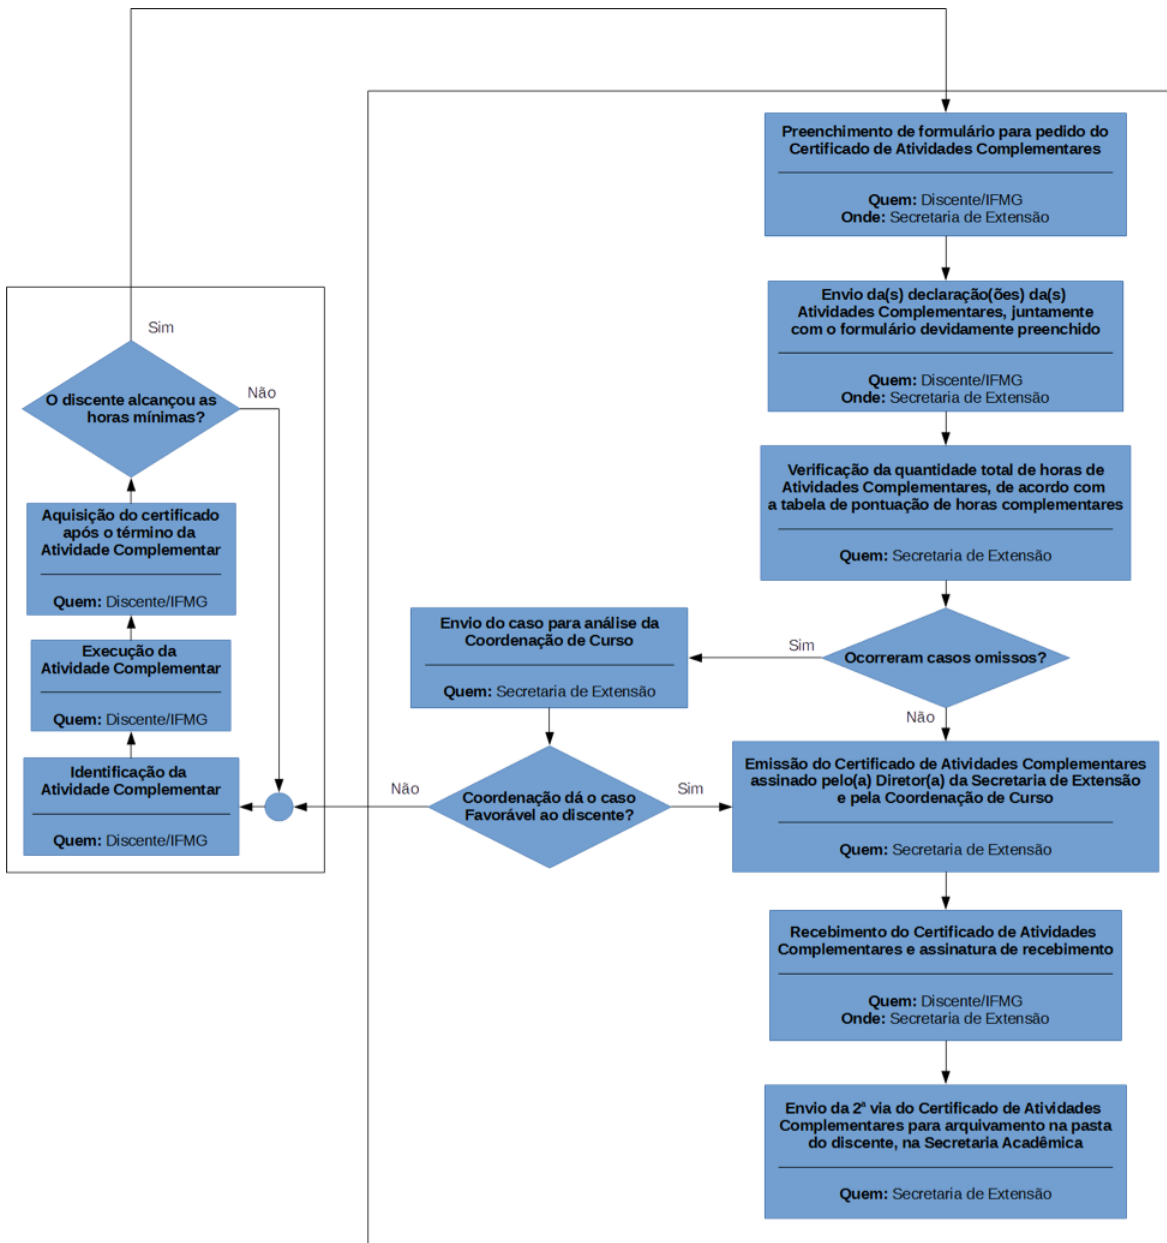 Preenchimento de formulário para pedido do
Certificado de Atividades Complementares
Quem: Discente/IFMG
Onde: Secretaria de Extensão
Envio da(s) declaração(ões) da(s)
Atividades Complementares, juntamente
com o formulário devidamente preenchido
Quem: Discente/IFMG
Onde: Secretaria de Extensão
Sim
O discente alcançou as
horas mínimas?
Não
Verificação da quantidade total de horas de
Atividades Complementares, de acordo com
a tabela de pontuação de horas complementares
Quem: Secretaria de Extensão
Aquisição do certificado
após o término da
Atividade Complementar
Quem: Discente/IFMG
Execução da
Atividade Complementar
Quem: Discente/IFMG
Identificação da
Atividade Complementar
Quem: Discente/IFMG
Ocorreram casos omissos?
Sim
Não
Envio do caso para análise da
Coordenação de Curso
Quem: Secretaria de Extensão
Coordenação dá o caso
Favorável ao discente?
Não
Sim
Emissão do Certificado de Atividades Complementares
assinado pelo(a) Diretor(a) da Secretaria de Extensão
e pela Coordenação de Curso
Quem: Secretaria de Extensão
Recebimento do Certificado de Atividades
Complementares e assinatura de recebimento
Quem: Discente/IFMG
Onde: Secretaria de Extensão
Envio da 2ª via do Certificado de Atividades
Complementares para arquivamento na pasta
do discente, na Secretaria Acadêmica
Quem: Secretaria de Extensão